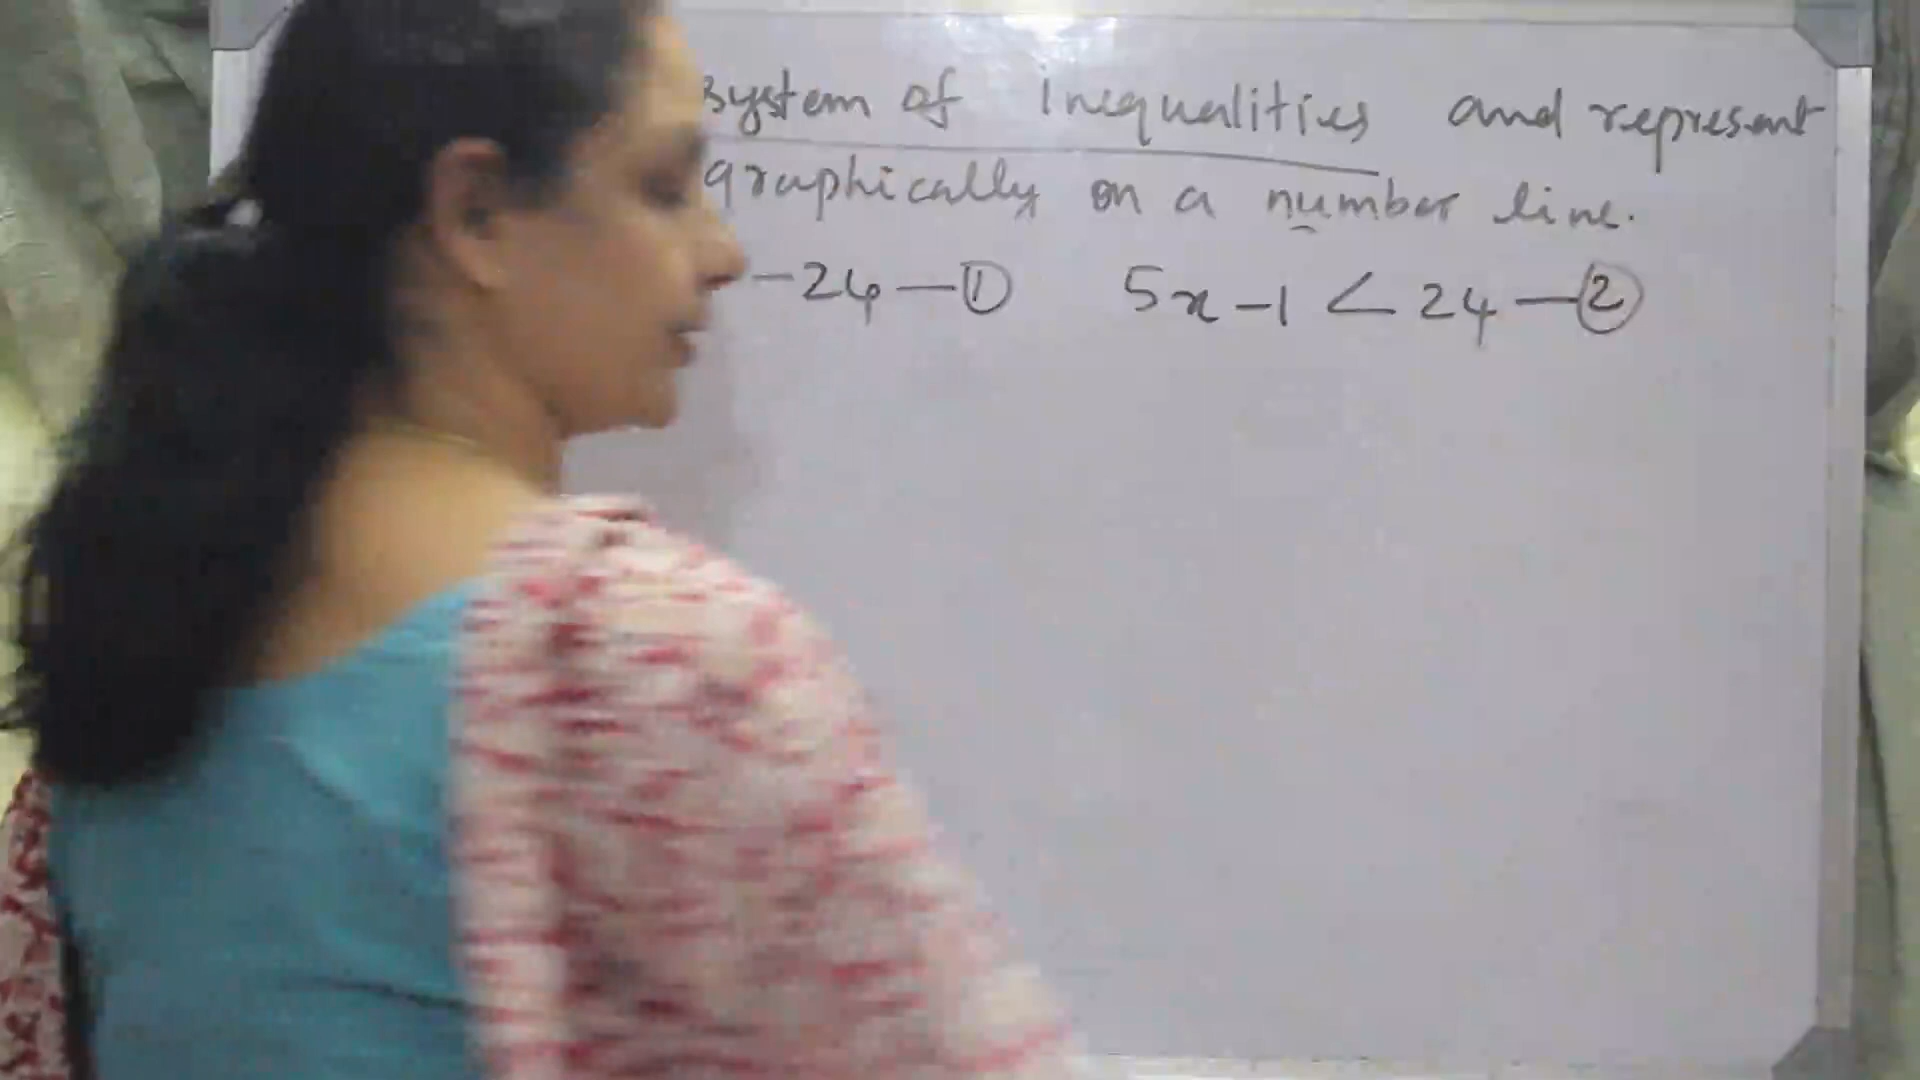 system of inequalities and represent
graphically on a number line.
-24 — ① 5x - 1 < 24 — ②